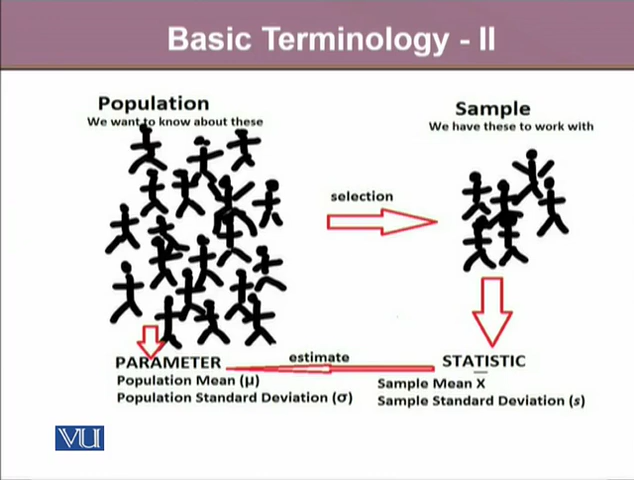 Basic Terminology - II
Population
We want to know about these
Sample
We have these to work with
selection
PARAMETER
Population Mean (μ)
Population Standard Deviation (σ)
estimate
STATISTIC
Sample Mean X̅
Sample Standard Deviation (s)
VU